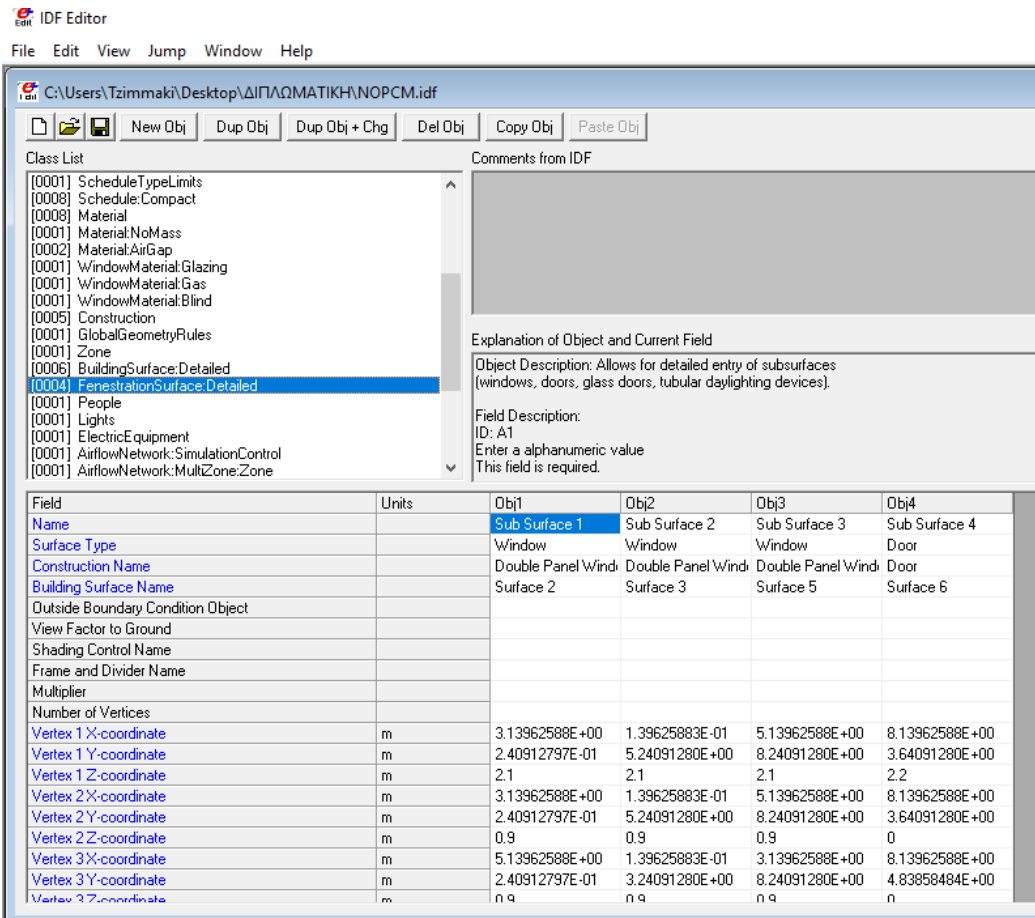 IDF Editor
File Edit View Jump Window Help
C:\Users\Tzimmaki\Desktop\ΔΙΠΛΩΜΑΤΙΚΗ\NOPCM.idf
New Obj Dup Obj Dup Obj + Chg Del Obj Copy Obj Paste Obj
Class List
[0001] ScheduleTypeLimits
[0008] Schedule:Compact
[0008] Material
[0001] Material:NoMass
[0002] Material:AirGap
[0001] WindowMaterial:Glazing
[0001] WindowMaterial:Gas
[0001] WindowMaterial:Blind
[0005] Construction
[0001] GlobalGeometryRules
[0001] Zone
[0006] BuildingSurface:Detailed
[0004] FenestrationSurface:Detailed
[0001] People
[0001] Lights
[0001] ElectricEquipment
[0001] AirflowNetwork:SimulationControl
[0001] AirflowNetwork:MultiZone:Zone
Comments from IDF
Explanation of Object and Current Field
Object Description: Allows for detailed entry of subsurfaces
(windows, doors, glass doors, tubular daylighting devices).
Field Description:
ID: A1
Enter a alphanumeric value
This field is required.
Field Units Obj1 Obj2 Obj3 Obj4
Name Sub Surface 1 Sub Surface 2 Sub Surface 3 Sub Surface 4
Surface Type Window Window Window Door
Construction Name Double Panel Wind Double Panel Wind Double Panel Wind Door
Building Surface Name Surface 2 Surface 3 Surface 5 Surface 6
Outside Boundary Condition Object
View Factor to Ground
Shading Control Name
Frame and Divider Name
Multiplier
Number of Vertices
Vertex 1 X-coordinate m 3.13962588E+00 1.39625883E-01 5.13962588E+00 8.13962588E+00
Vertex 1 Y-coordinate m 2.40912797E-01 5.24091280E+00 8.24091280E+00 3.64091280E+00
Vertex 1 Z-coordinate m 2.1 2.1 2.1 2.2
Vertex 2 X-coordinate m 3.13962588E+00 1.39625883E-01 5.13962588E+00 8.13962588E+00
Vertex 2 Y-coordinate m 2.40912797E-01 5.24091280E+00 8.24091280E+00 3.64091280E+00
Vertex 2 Z-coordinate m 0.9 0.9 0.9 0
Vertex 3 X-coordinate m 5.13962588E+00 1.39625883E-01 3.13962588E+00 8.13962588E+00
Vertex 3 Y-coordinate m 2.40912797E-01 3.24091280E+00 8.24091280E+00 4.83858484E+00
Vertex 3 Z-coordinate m 0.9 0.9 0.9 0